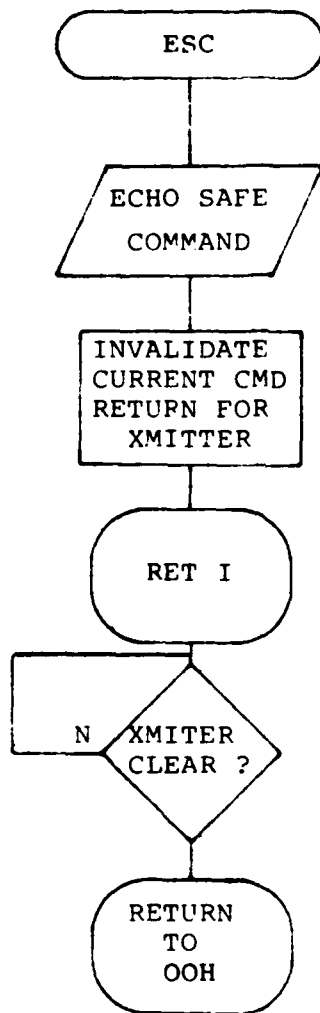 ESC
ECHO SAFE
COMMAND
INVALIDATE
CURRENT CMD
RETURN FOR
XMITTER
RET I
N XMITER
CLEAR ?
RETURN
TO
OOH